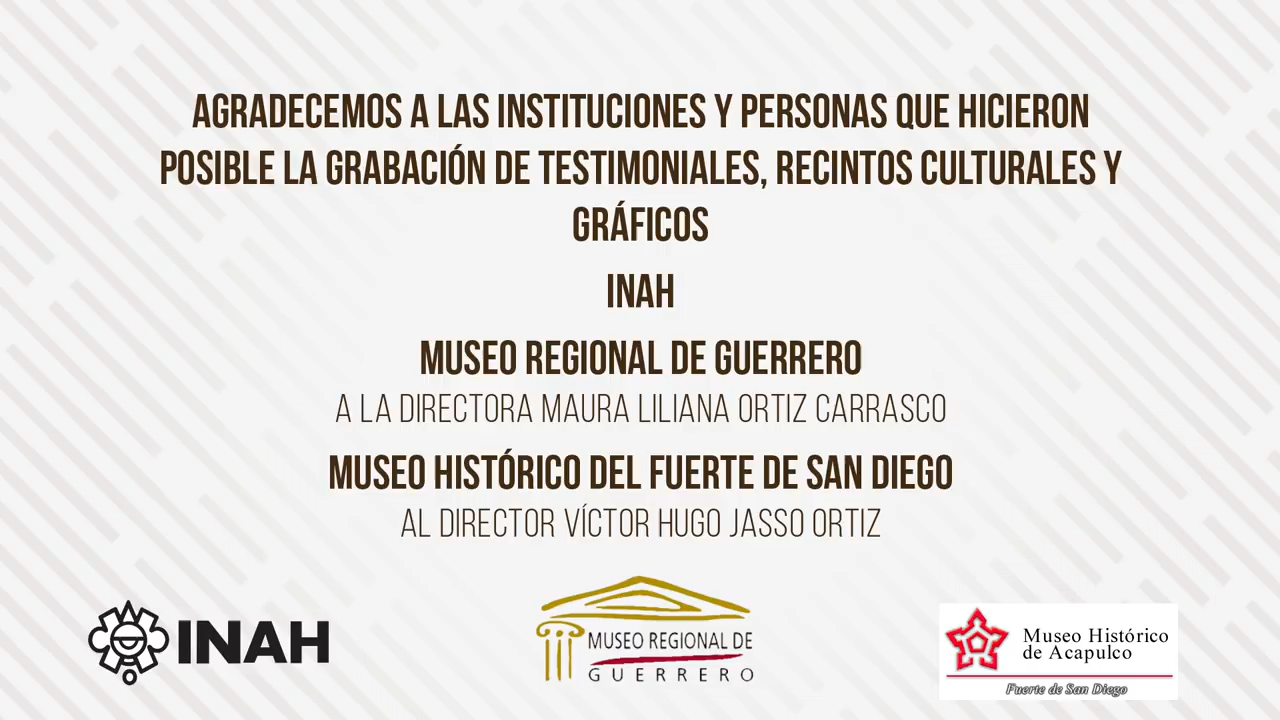 AGRADECEMOS A LAS INSTITUCIONES Y PERSONAS QUE HICIERON
POSIBLE LA GRABACIÓN DE TESTIMONIALES, RECINTOS CULTURALES Y
GRÁFICOS
INAH
MUSEO REGIONAL DE GUERRERO
A LA DIRECTORA MAURA LILIANA ORTIZ CARRASCO
MUSEO HISTÓRICO DEL FUERTE DE SAN DIEGO
AL DIRECTOR VÍCTOR HUGO JASSO ORTIZ
INAH
MUSEO REGIONAL DE
GUERRERO
Museo Histórico
de Acapulco
Fuerte de San Diego